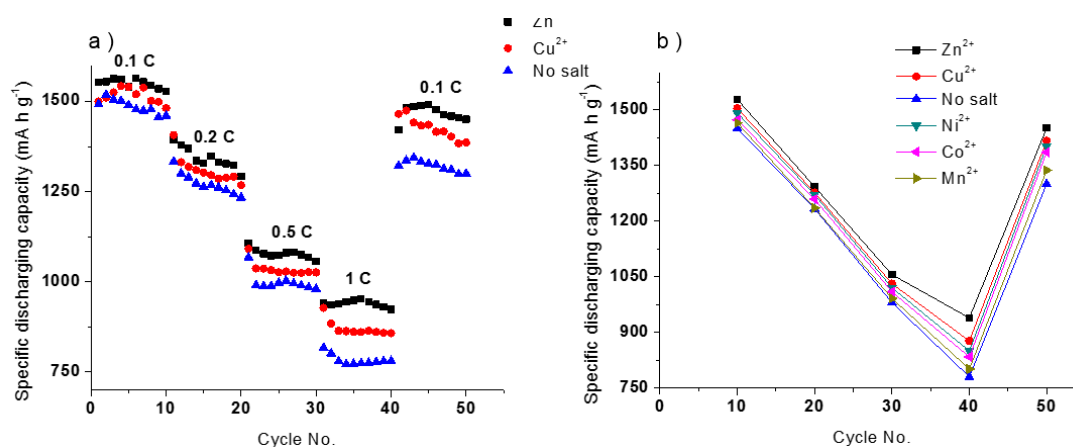 a )
Zn
Cu²⁺
No salt
0.1 C
0.2 C
0.5 C
1 C
0.1 C
1500
1250
1000
750
0
10
20
30
40
50
Specific discharging capacity (mA h g⁻¹)
Cycle No.
b )
Zn²⁺
Cu²⁺
No salt
Ni²⁺
Co²⁺
Mn²⁺
1500
1350
1200
1050
900
750
0
10
20
30
40
50
Specific discharging capacity (mA h g⁻¹)
Cycle No.